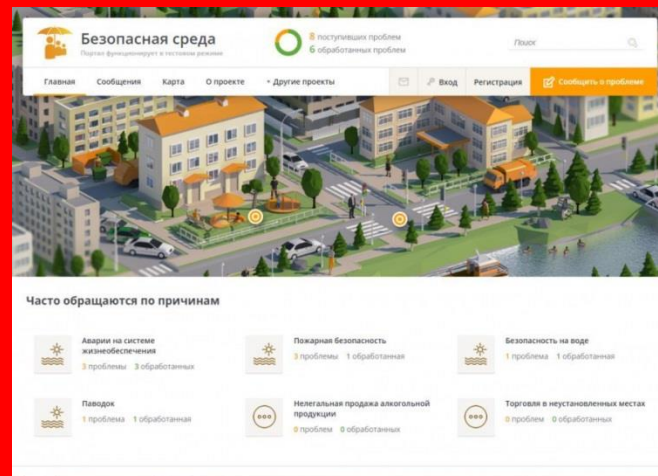 Безопасная среда
Портал функционирует в тестовом режиме
8 поступивших проблем
6 обработанных проблем
Поиск
Главная Сообщения Карта О проекте Другие проекты Вход Регистрация Сообщить о проблеме
Часто обращаются по причинам
Аварии на системе
жизнеобеспечения
3 проблемы 3 обработанных
Пожарная безопасность
3 проблемы 1 обработанная
Безопасность на воде
1 проблема 1 обработанная
Паводок
1 проблема 1 обработанная
Нелегальная продажа алкогольной
продукции
0 проблем 0 обработанных
Торговля в неустановленных местах
0 проблем 0 обработанных